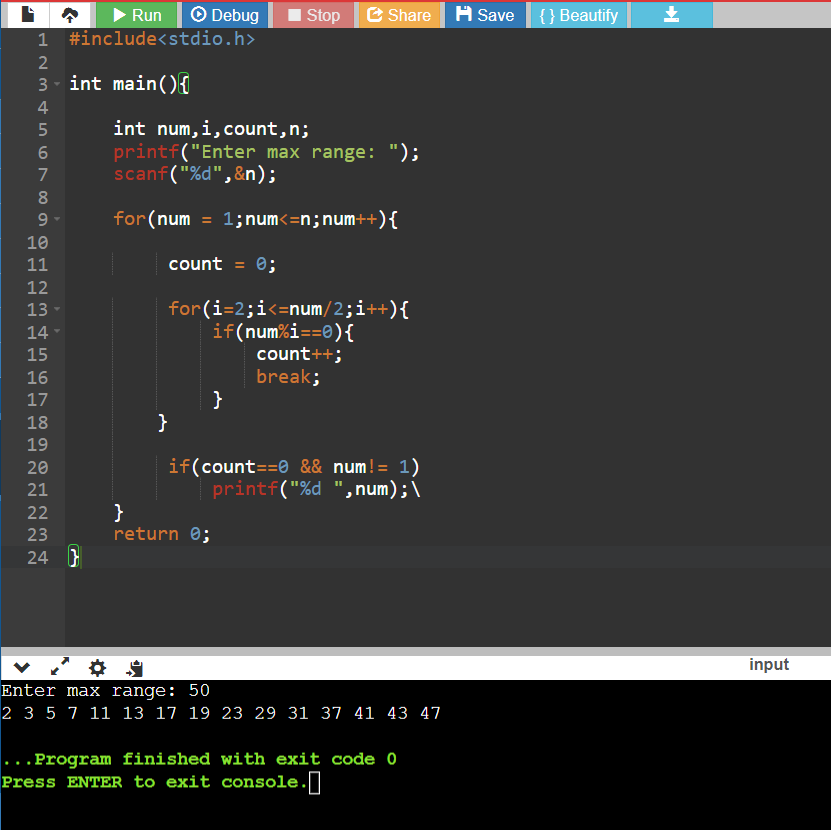 Run Debug Stop Share Save { } Beautify
1 #include<stdio.h>
2
3 int main(){
4
5     int num,i,count,n;
6     printf("Enter max range: ");
7     scanf("%d",&n);
8
9     for(num = 1;num<=n;num++){
10
11          count = 0;
12
13          for(i=2;i<=num/2;i++){
14              if(num%i==0){
15                  count++;
16                  break;
17              }
18         }
19
20          if(count==0 && num!= 1)
21              printf("%d ",num);\
22     }
23     return 0;
24 }
input
Enter max range: 50
2 3 5 7 11 13 17 19 23 29 31 37 41 43 47
...Program finished with exit code 0
Press ENTER to exit console.